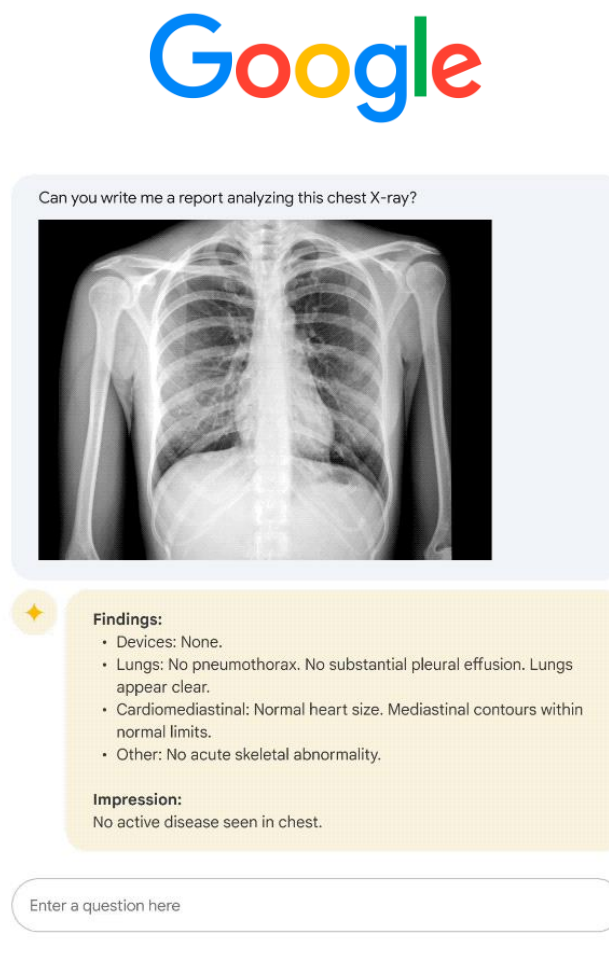 Google
Can you write me a report analyzing this chest X-ray?
Findings:
• Devices: None.
• Lungs: No pneumothorax. No substantial pleural effusion. Lungs
appear clear.
• Cardiomediastinal: Normal heart size. Mediastinal contours within
normal limits.
• Other: No acute skeletal abnormality.
Impression:
No active disease seen in chest.
Enter a question here